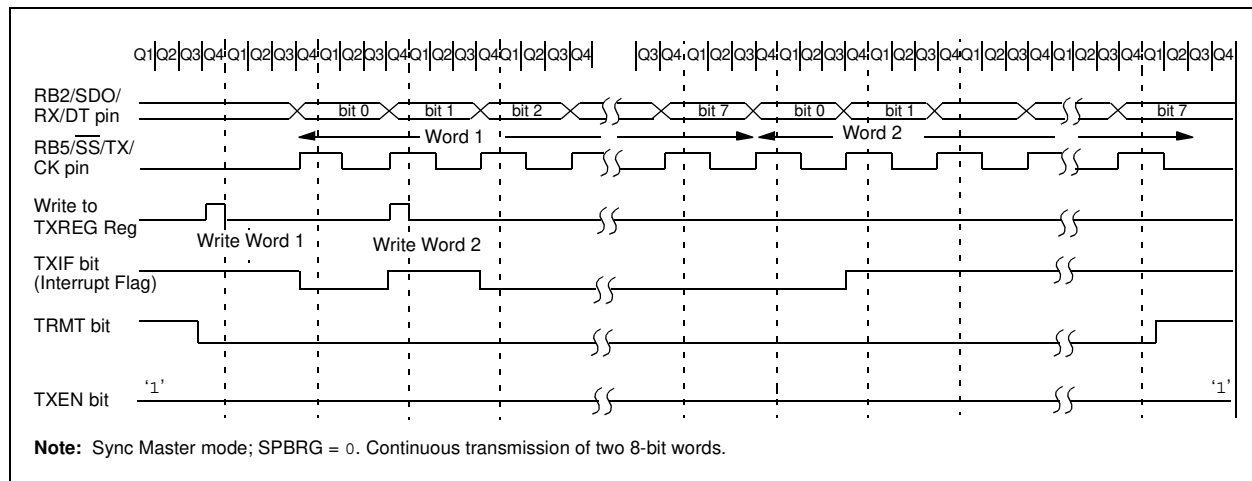 Q1 Q2 Q3 Q4 Q1 Q2 Q3 Q4 Q1 Q2 Q3 Q4 Q1 Q2 Q3 Q4 Q1 Q2 Q3 Q4 Q3 Q4 Q1 Q2 Q3 Q4 Q1 Q2 Q3 Q4 Q1 Q2 Q3 Q4 Q1 Q2 Q3 Q4 Q1 Q2 Q3 Q4 Q1 Q2 Q3 Q4
RB2/SDO/
RX/DT pin
bit 0 bit 1 bit 2 bit 7 bit 0 bit 1 bit 7
Word 1 Word 2
RB5/SS/TX/
CK pin
Write to
TXREG Reg
Write Word 1 Write Word 2
TXIF bit
(Interrupt Flag)
TRMT bit
TXEN bit
‘1’ ‘1’
Note: Sync Master mode; SPBRG = 0. Continuous transmission of two 8-bit words.